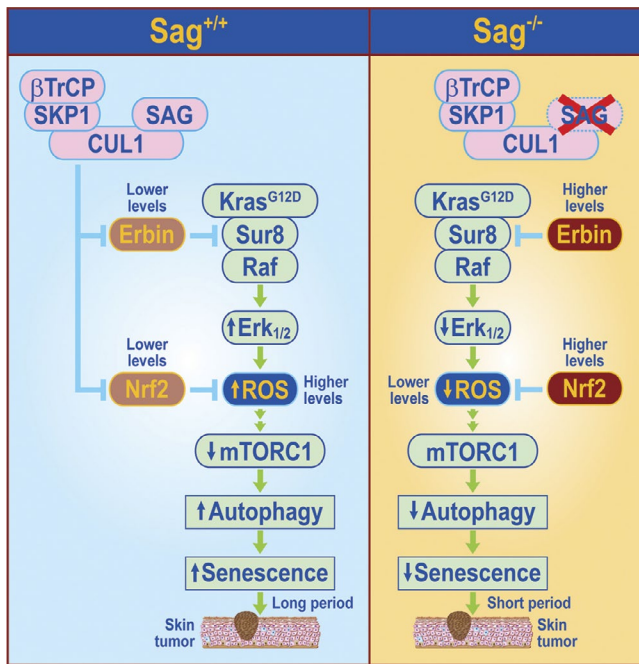 Sag+/+
βTrCP
SKP1
SAG
CUL1
Lower
levels
Erbin
KrasG12D
Sur8
Raf
↑Erk1/2
Lower
levels
Nrf2
↑ROS
Higher
levels
↓mTORC1
↑Autophagy
↑Senescence
Long period
Skin
tumor
Sag-/-
βTrCP
SKP1
SAG
CUL1
KrasG12D
Sur8
Raf
Higher
levels
Erbin
↓Erk1/2
Lower
levels
↓ROS
Higher
levels
Nrf2
mTORC1
↓Autophagy
↓Senescence
Short period
Skin
tumor